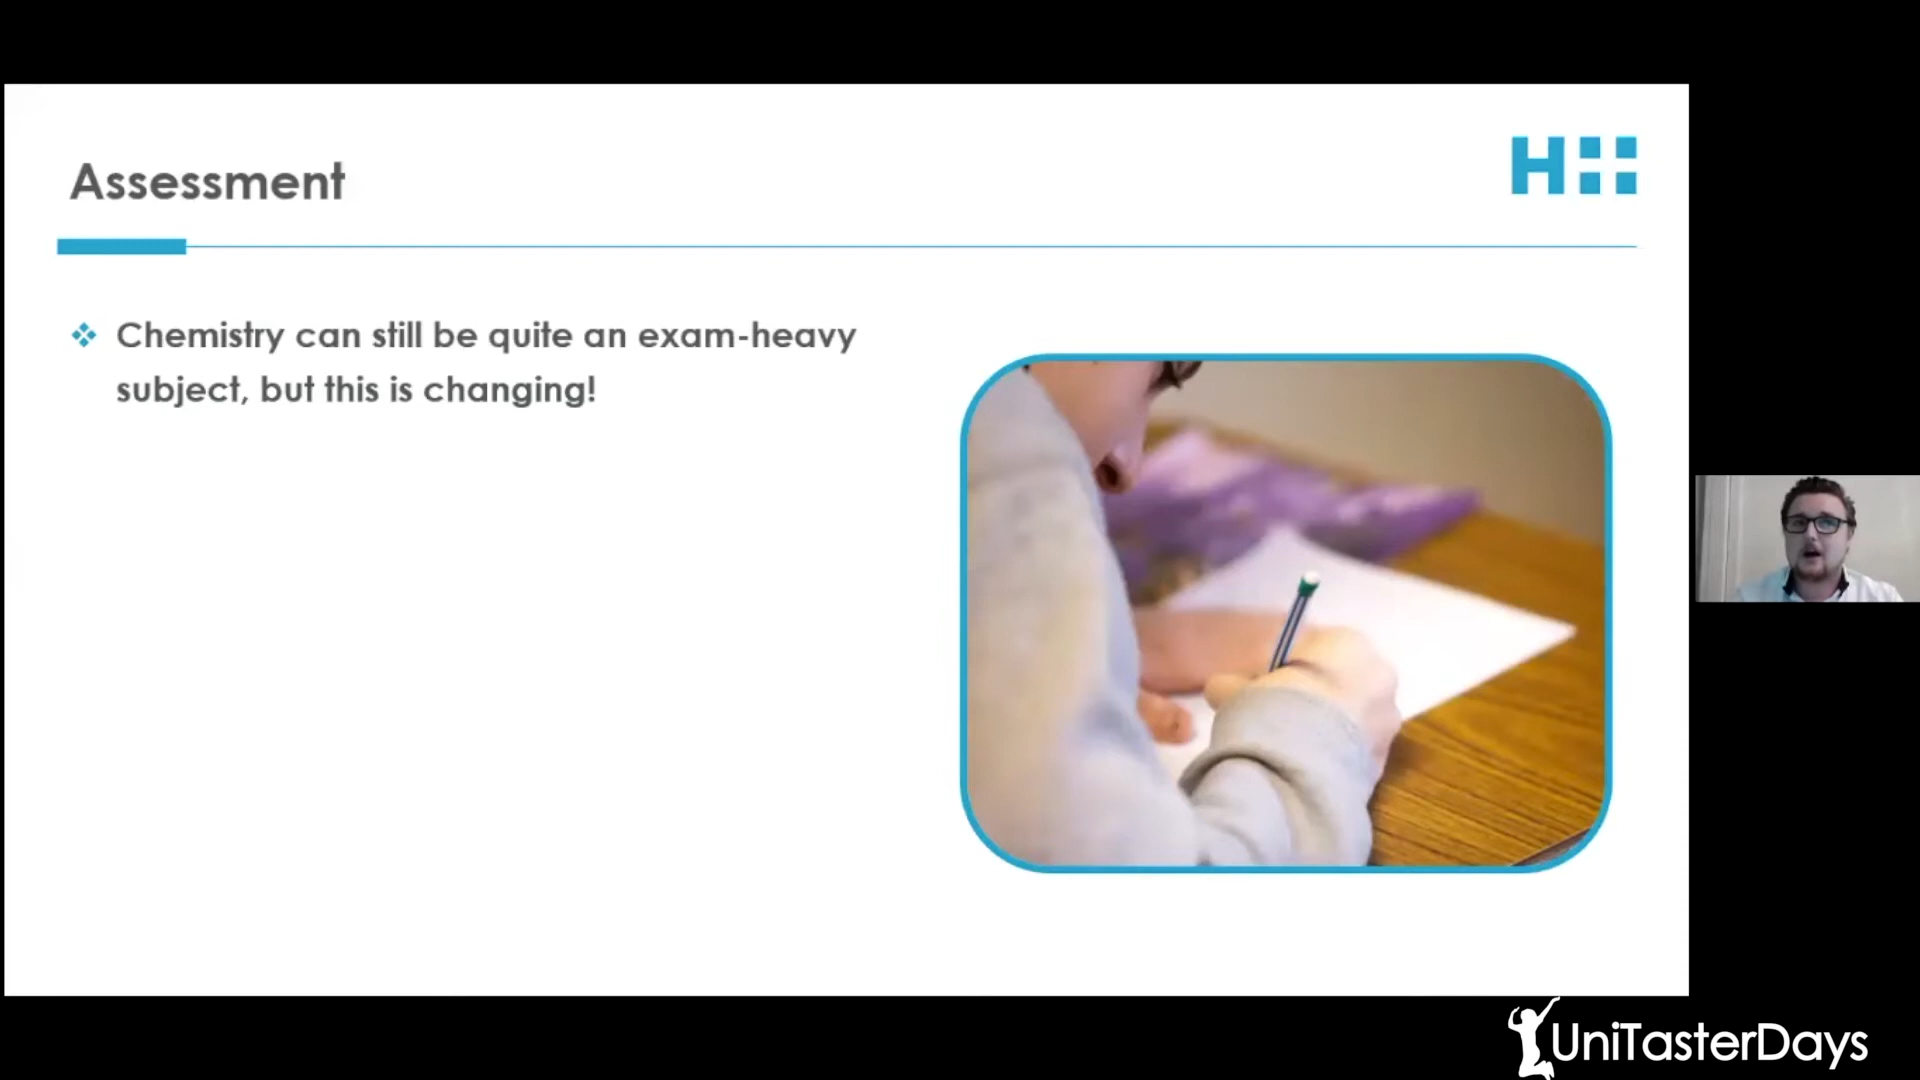 Assessment
H
Chemistry can still be quite an exam-heavy
subject, but this is changing!
UniTasterDays